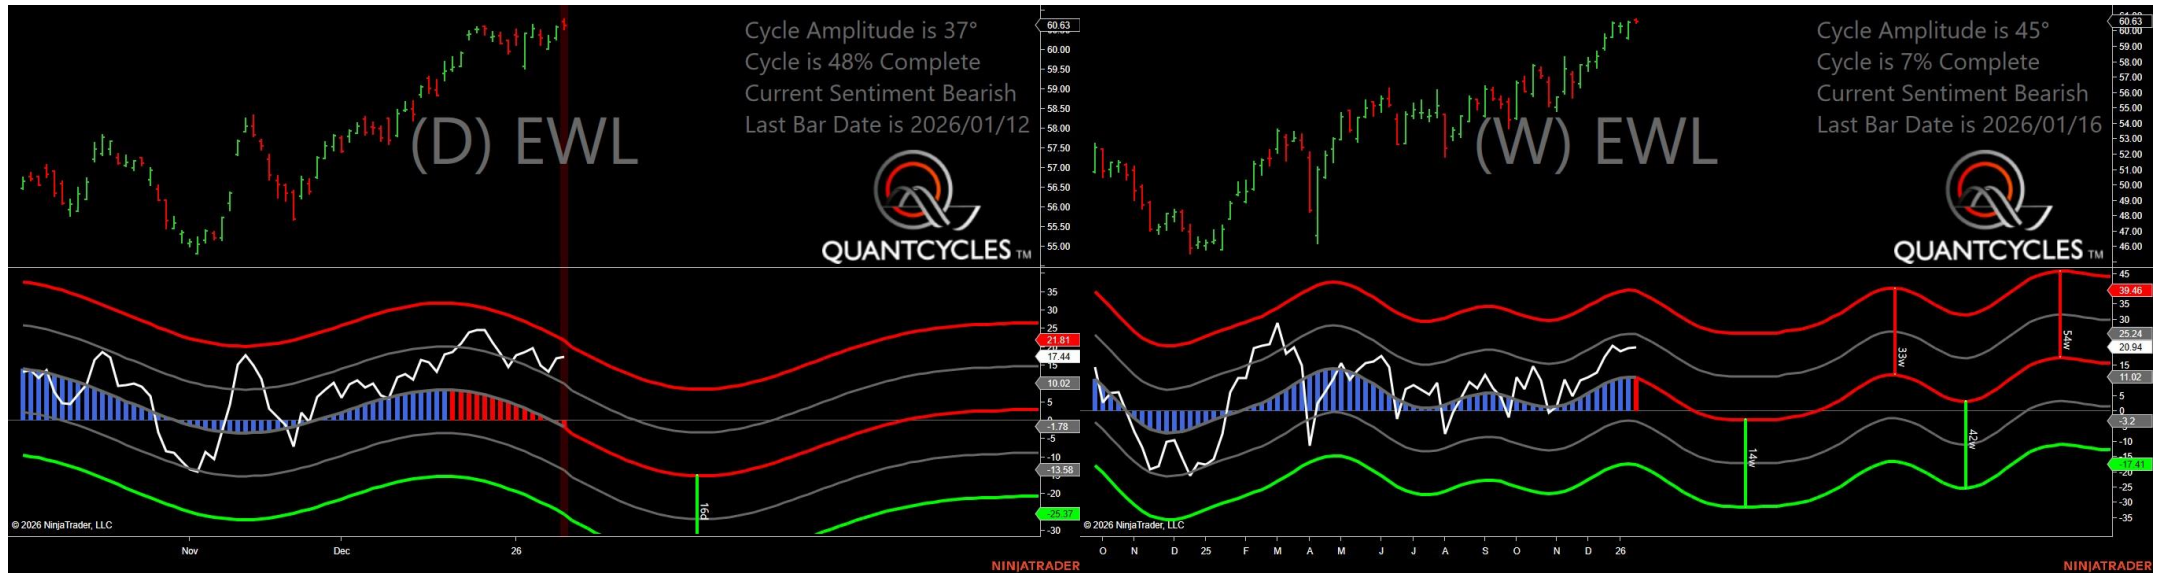 Cycle Amplitude is 37°
Cycle is 48% Complete
Current Sentiment Bearish
Last Bar Date is 2026/01/12
(D) EWL
QUANTCYCLES TM
60.63
60.00
59.50
59.00
58.50
58.00
57.50
57.00
56.50
56.00
55.50
55.00
35
30
25
21.81
17.44
10.02
5
0
-1.78
-5
-10
-13.58
-20
-25.37
-30
16d
© 2026 NinjaTrader, LLC
Nov
Dec
26
NINJATRADER
Cycle Amplitude is 45°
Cycle is 7% Complete
Current Sentiment Bearish
Last Bar Date is 2026/01/16
(W) EWL
QUANTCYCLES TM
60.63
60.00
59.00
58.00
57.00
56.00
55.00
54.00
53.00
52.00
51.00
50.00
49.00
48.00
47.00
46.00
45
39.46
35
30
25.24
20.94
15
11.02
5
0
-3.2
-10
-17.41
-25
-30
-35
14w
33w
42w
54w
© 2026 NinjaTrader, LLC
O N D 25 F M A M J J A S O N D 26
NINJATRADER